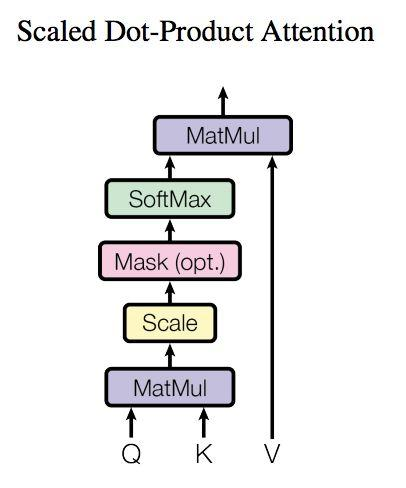 Scaled Dot-Product Attention
MatMul
SoftMax
Mask (opt.)
Scale
MatMul
Q K V